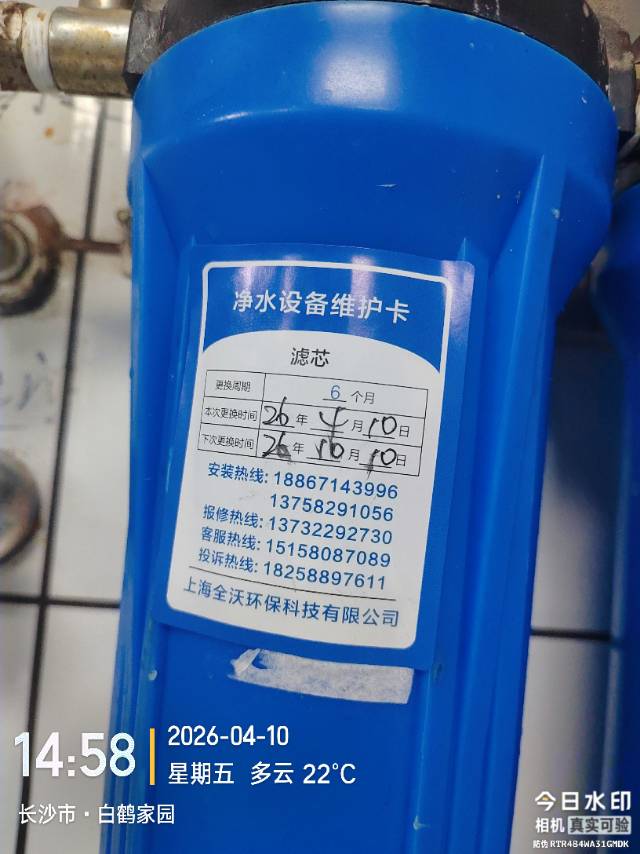 净水设备维护卡
滤芯
更换周期 6 个月
本次更换时间 26 年 4 月 10 日
下次更换时间 26 年 10 月 10 日
安装热线: 18867143996
13758291056
报修热线: 13732292730
客服热线: 15158087089
投诉热线: 18258897611
上海全沃环保科技有限公司
14:58
2026-04-10
星期五 多云 22℃
长沙市·白鹤家园
今日水印
相机 真实可验
防伪 RTR484WA31GMDK